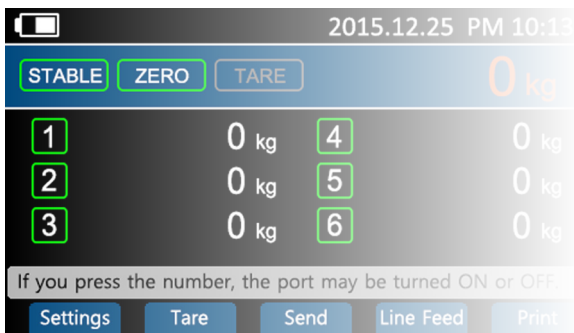 2015.12.25 PM 10:13
STABLE ZERO TARE 0 kg
1 0 kg 4 0 kg
2 0 kg 5 0 kg
3 0 kg 6 0 kg
If you press the number, the port may be turned ON or OFF.
Settings Tare Send Line Feed Print